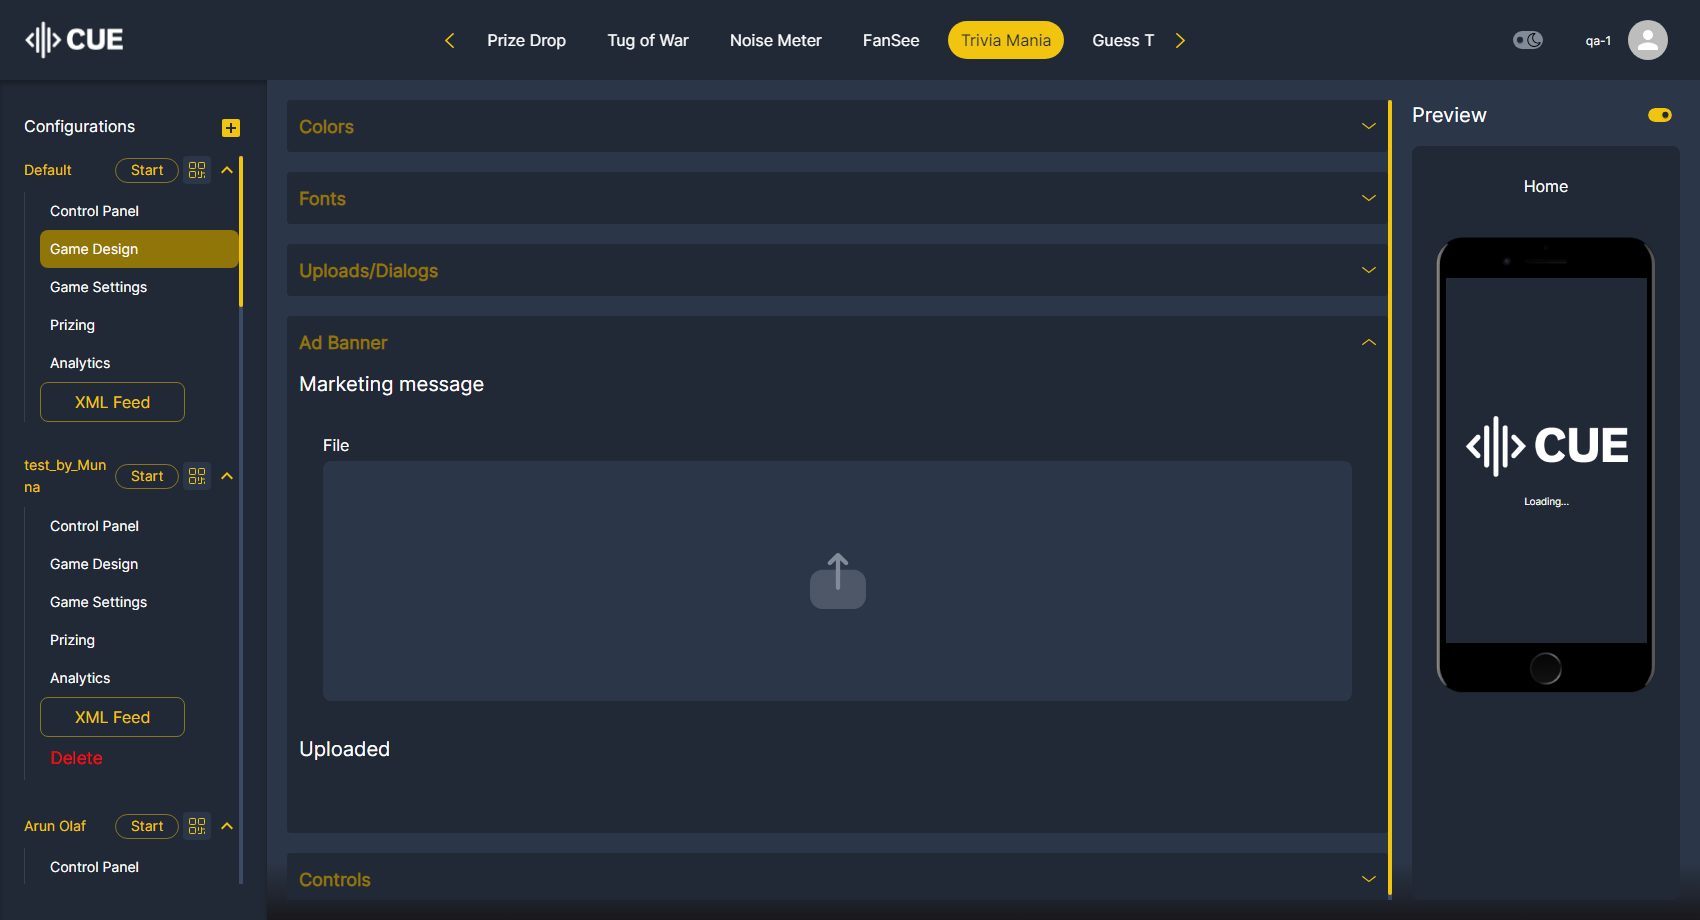 CUE
Prize Drop
Tug of War
Noise Meter
FanSee
Trivia Mania
Guess T
qa-1
Configurations
Default
Start
Control Panel
Game Design
Game Settings
Prizing
Analytics
XML Feed
test_by_Mun
na
Start
Control Panel
Game Design
Game Settings
Prizing
Analytics
XML Feed
Delete
Arun Olaf
Start
Control Panel
Colors
Fonts
Uploads/Dialogs
Ad Banner
Marketing message
File
Uploaded
Controls
Preview
Home
CUE
Loading...